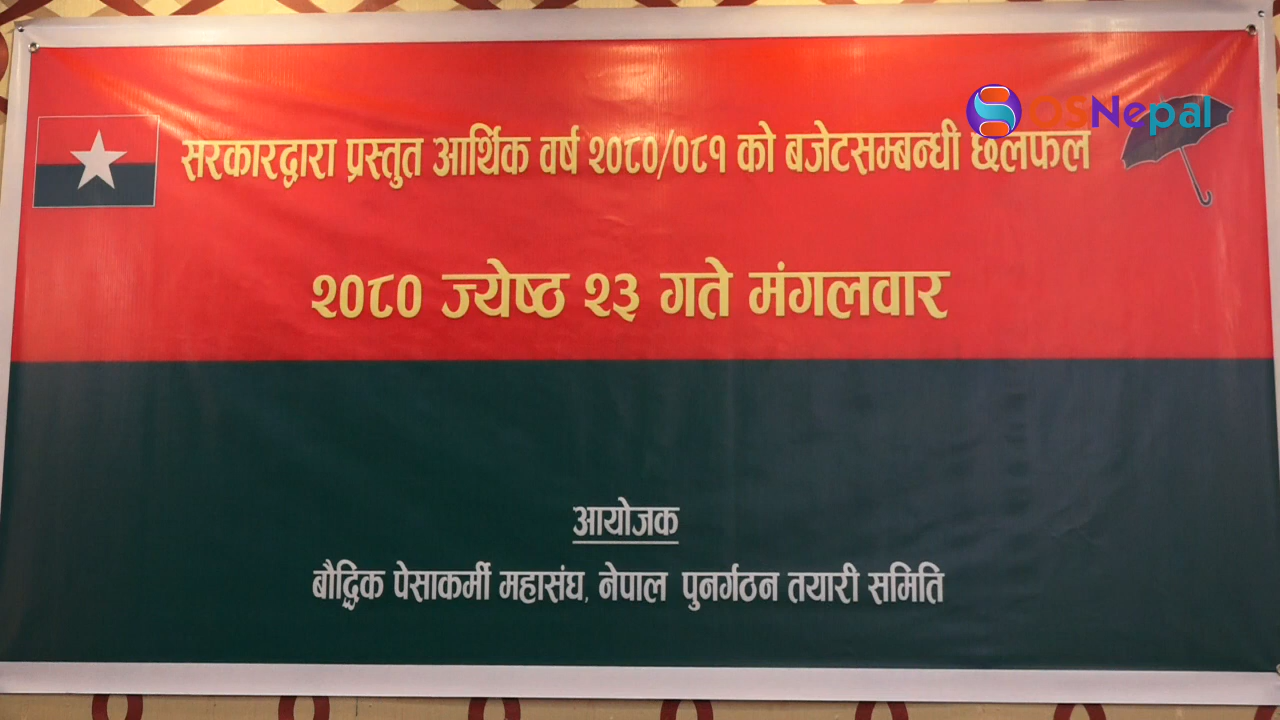 OSNepal
सरकारद्वारा प्रस्तुत आर्थिक वर्ष २०८०/०८१ को बजेटसम्बन्धी छलफल
२०८० ज्येष्ठ २३ गते मंगलवार
आयोजक
बौद्धिक पेसाकर्मी महासंघ, नेपाल पुनर्गठन तयारी समिति